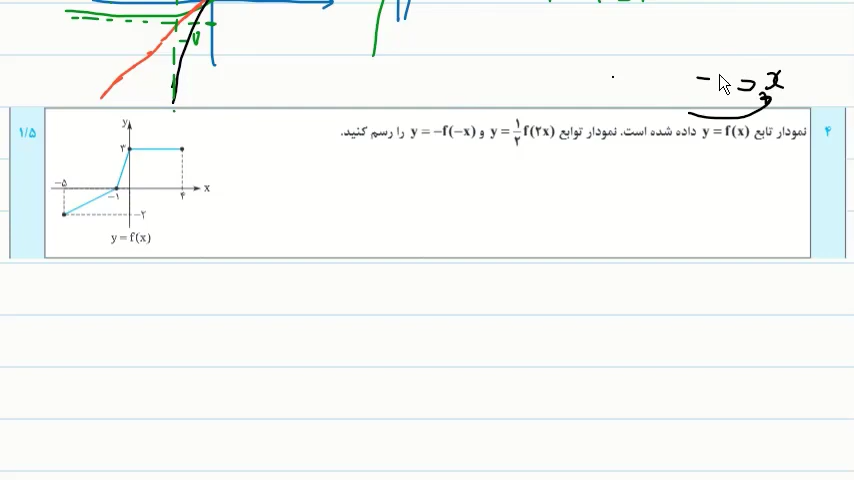 - = x
۴ نمودار تابع y = f(x) داده شده است. نمودار توابع y = ۱/۲ f(۲x) و y = -f(-x) را رسم کنید. ۱/۵
y
۳
-۵
-۱
۴
x
-۲
y = f(x)